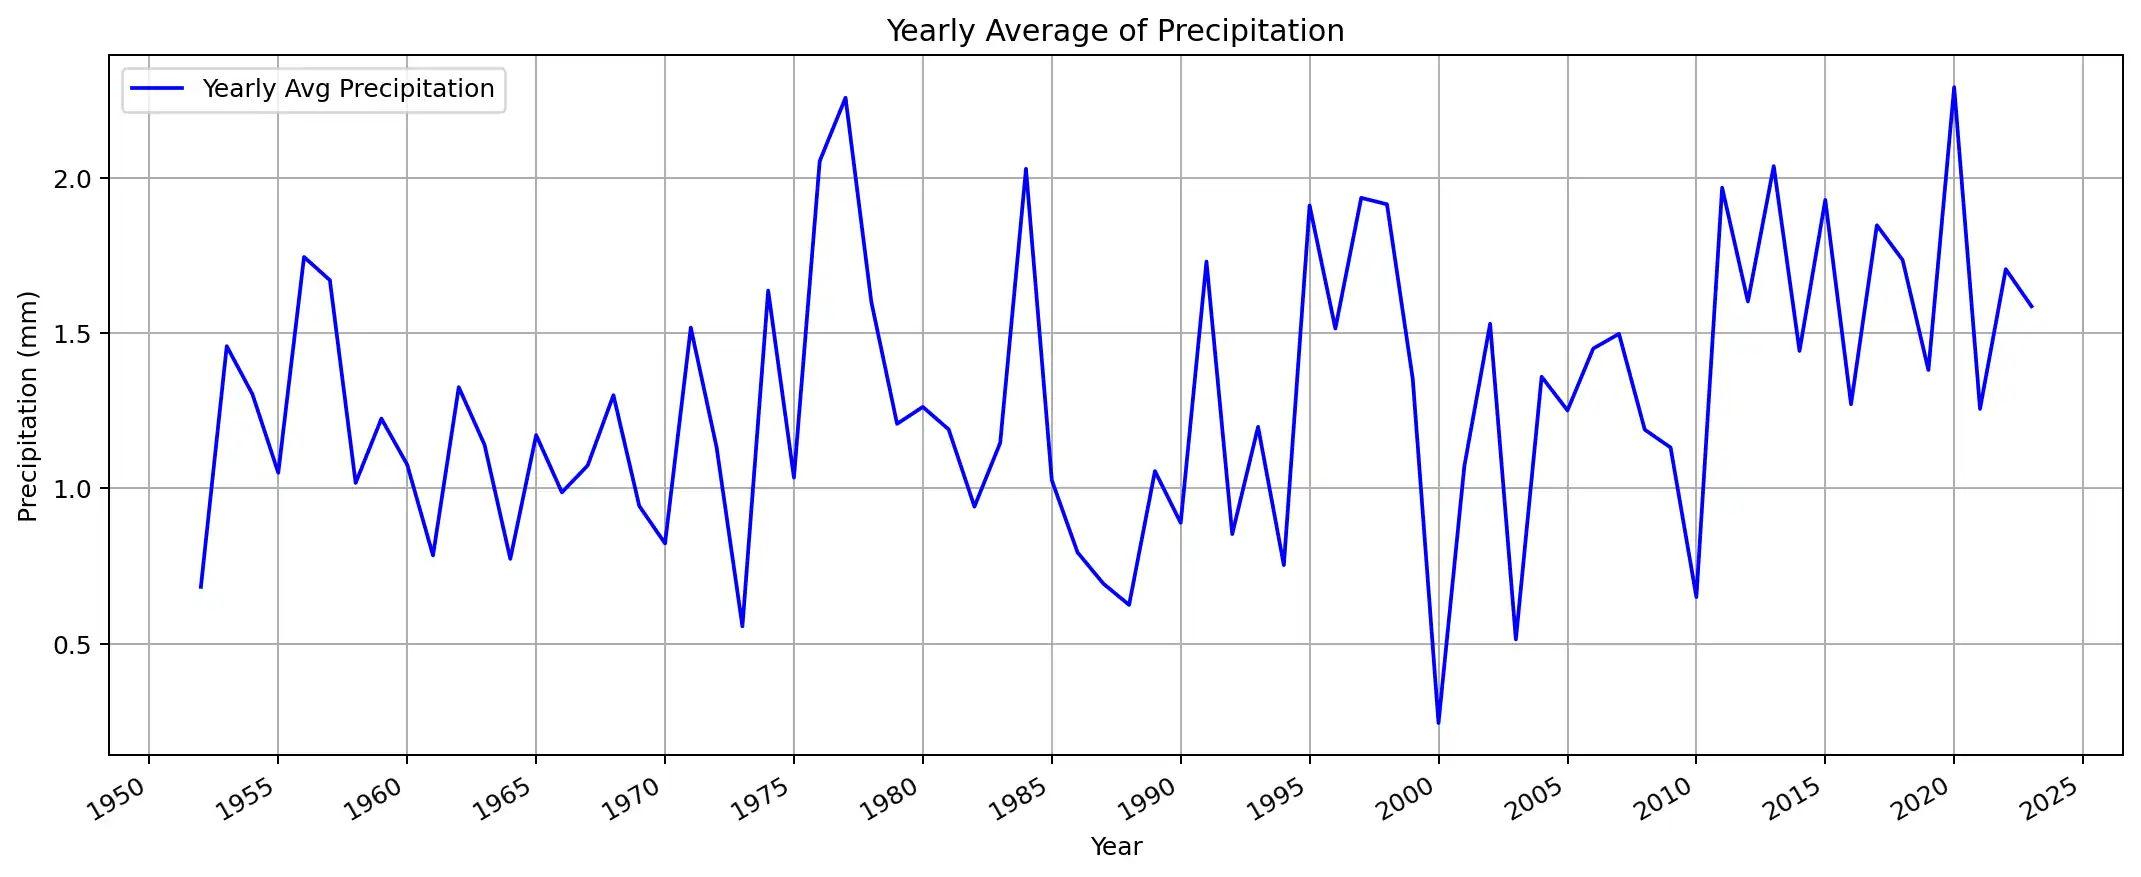 Yearly Average of Precipitation
Yearly Avg Precipitation
Precipitation (mm)
2.0
1.5
1.0
0.5
1950 1955 1960 1965 1970 1975 1980 1985 1990 1995 2000 2005 2010 2015 2020 2025
Year